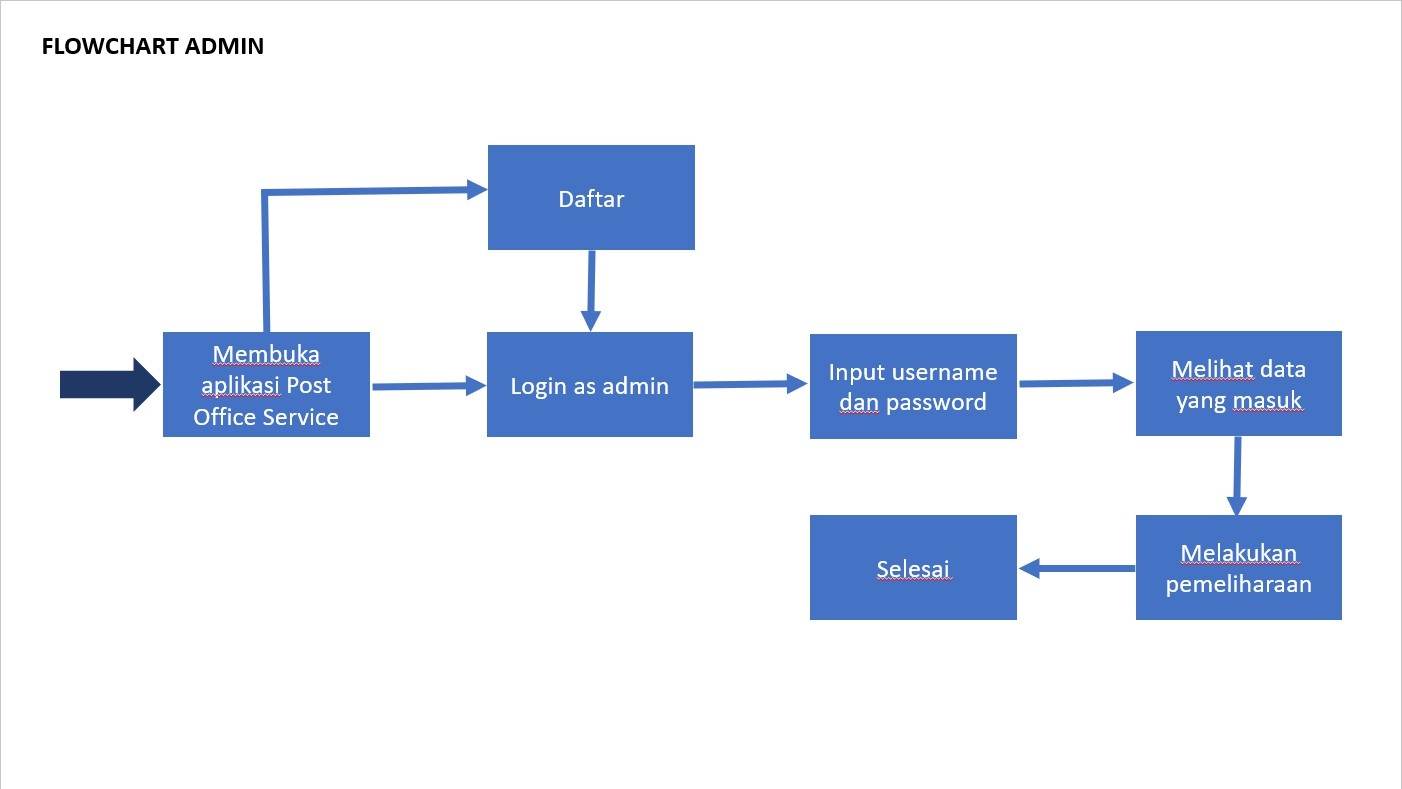 FLOWCHART ADMIN
Daftar
Membuka
aplikasi Post
Office Service
Login as admin
Input username
dan password
Melihat data
yang masuk
Melakukan
pemeliharaan
Selesai